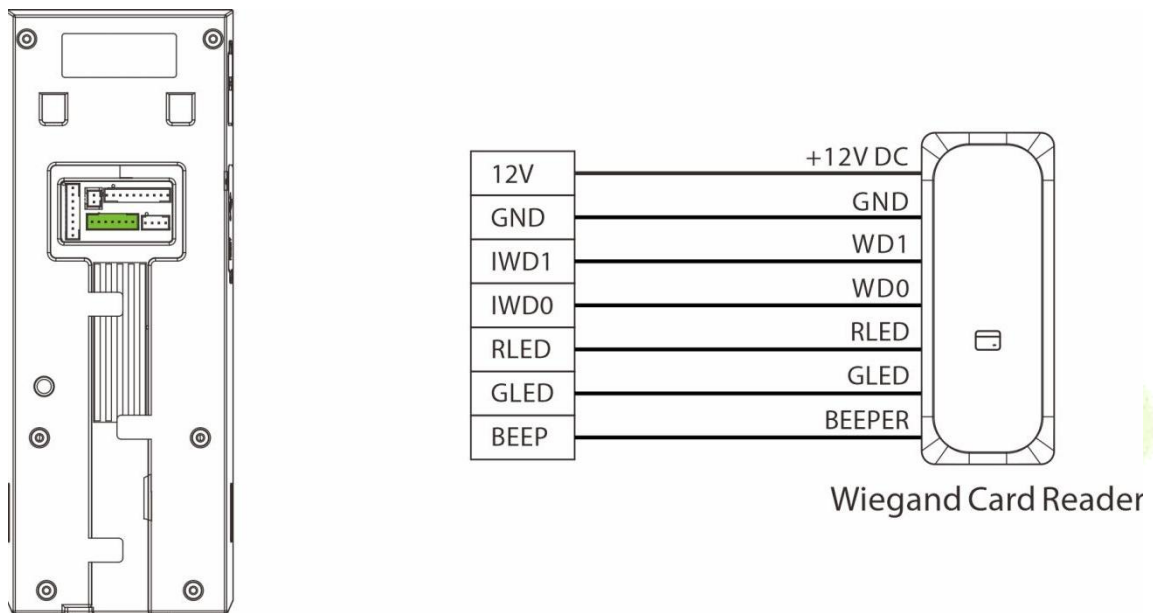 12V +12V DC
GND GND
IWD1 WD1
IWD0 WD0
RLED RLED
GLED GLED
BEEP BEEPER
Wiegand Card Reader